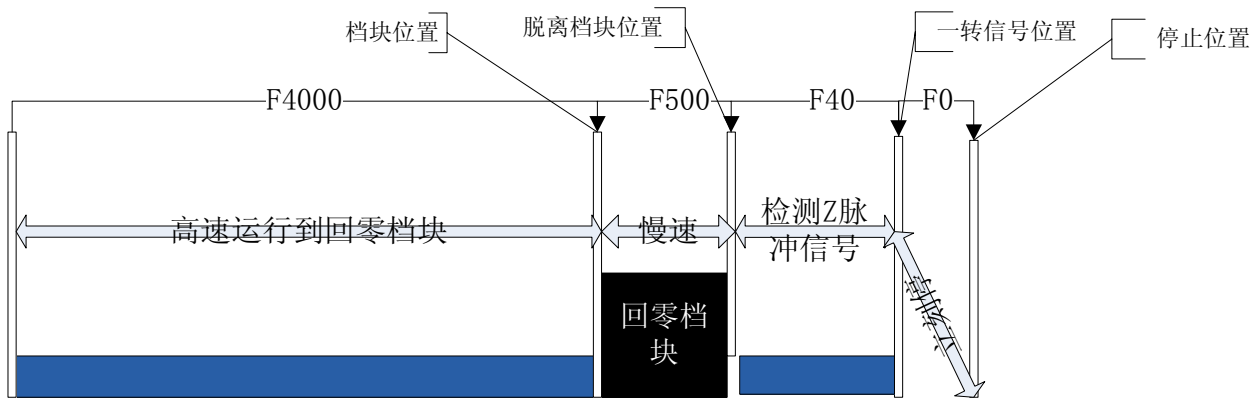 档块位置
脱离档块位置
一转信号位置
停止位置
F4000
F500
F40
F0
高速运行到回零档块
慢速
检测Z脉
冲信号
回零档
块